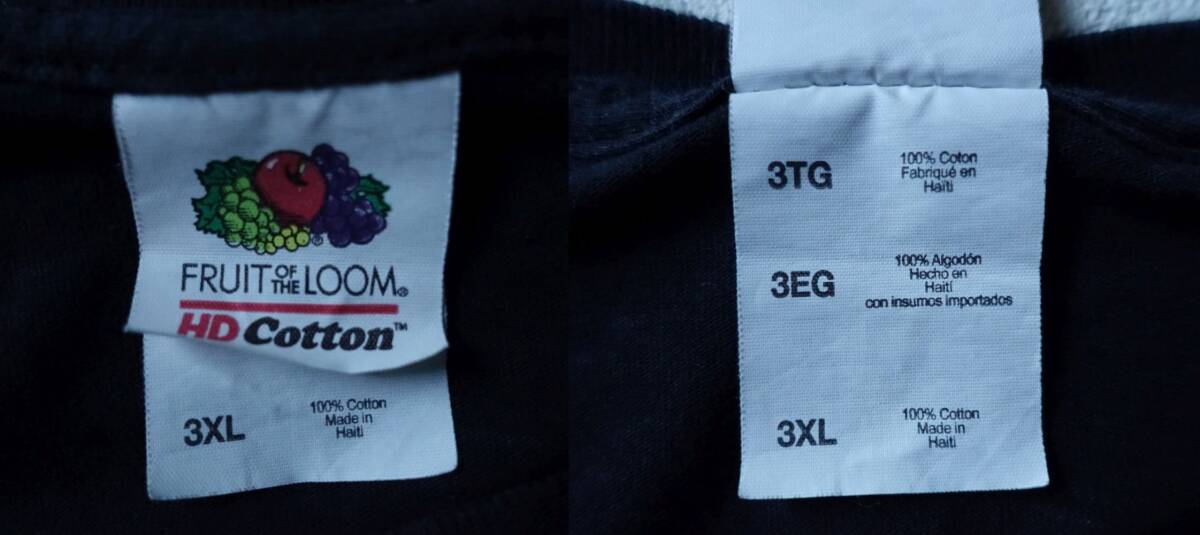 FRUIT OF THE LOOM®
HD Cotton™
3XL
100% Cotton
Made in
Haiti
3TG
100% Coton
Fabriqué en
Haïti
3EG
100% Algodón
Hecho en
Haití
con insumos importados
3XL
100% Cotton
Made in
Haiti